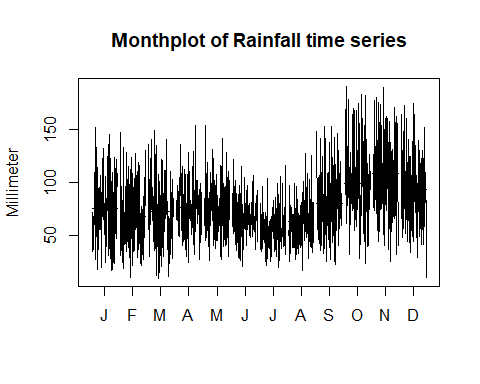 Monthplot of Rainfall time series
Millimeter
150
100
50
J F M A M J J A S O N D